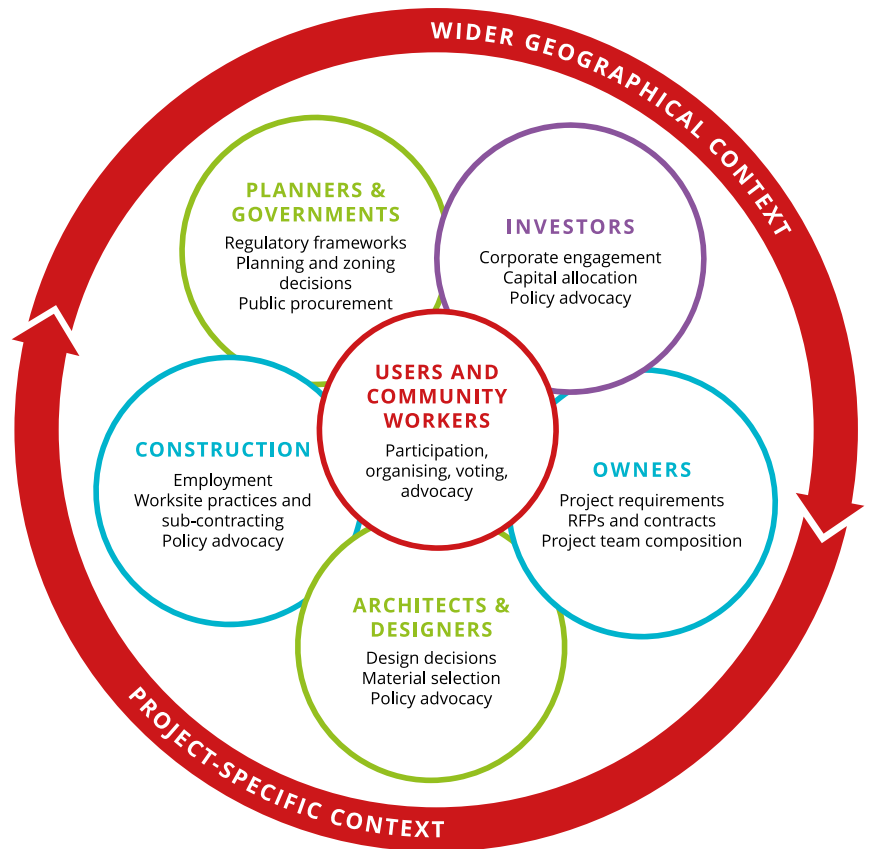 WIDER GEOGRAPHICAL CONTEXT
PLANNERS &
GOVERNMENTS
Regulatory frameworks
Planning and zoning
decisions
Public procurement
INVESTORS
Corporate engagement
Capital allocation
Policy advocacy
USERS AND
COMMUNITY
WORKERS
Participation,
organising, voting,
advocacy
CONSTRUCTION
Employment
Worksite practices and
sub-contracting
Policy advocacy
OWNERS
Project requirements
RFPs and contracts
Project team composition
ARCHITECTS &
DESIGNERS
Design decisions
Material selection
Policy advocacy
PROJECT-SPECIFIC CONTEXT